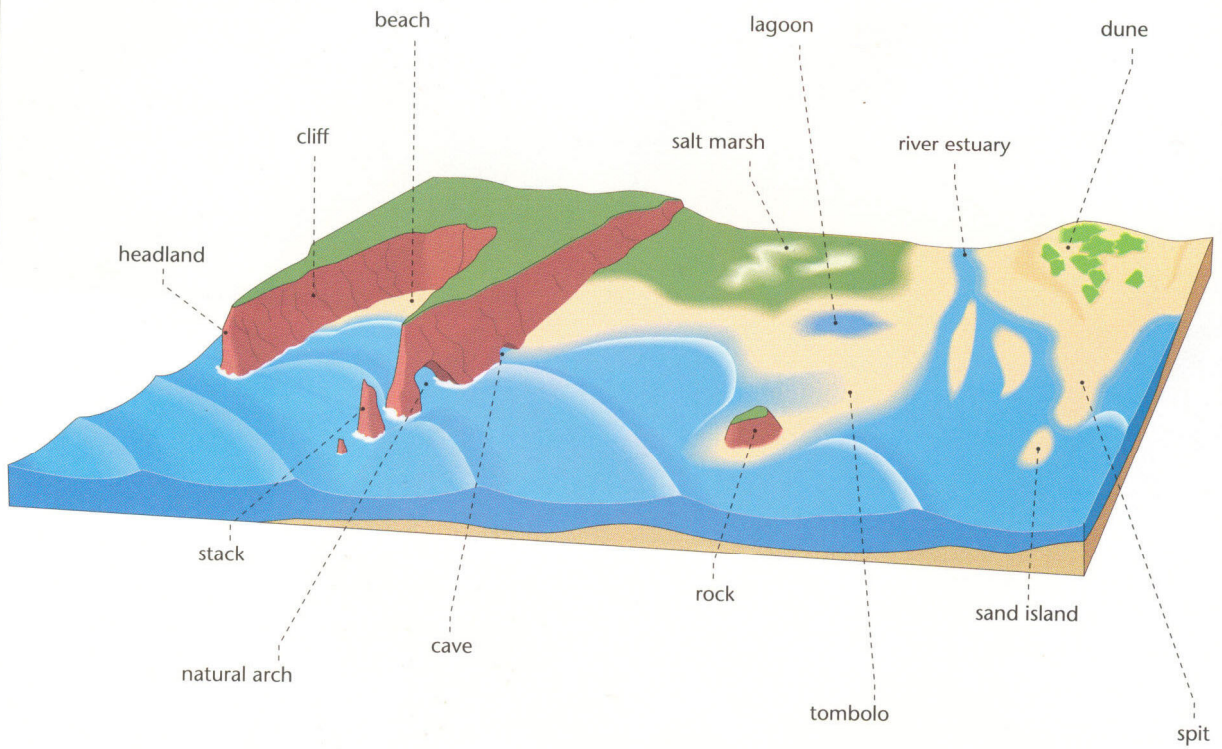 beach
lagoon
dune
cliff
salt marsh
river estuary
headland
stack
rock
sand island
cave
natural arch
tombolo
spit